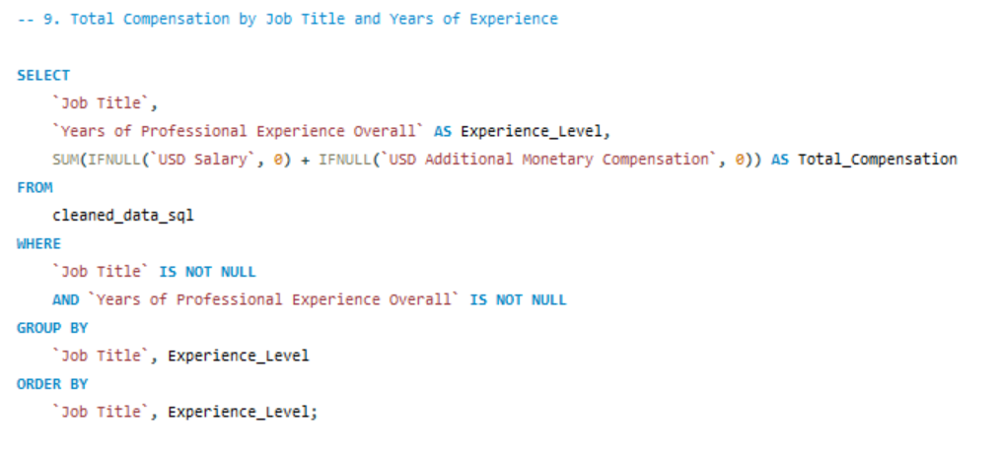 -- 9. Total Compensation by Job Title and Years of Experience
SELECT
`Job Title`,
`Years of Professional Experience Overall` AS Experience_Level,
SUM(IFNULL(`USD Salary`, 0) + IFNULL(`USD Additional Monetary Compensation`, 0)) AS Total_Compensation
FROM
cleaned_data_sql
WHERE
`Job Title` IS NOT NULL
AND `Years of Professional Experience Overall` IS NOT NULL
GROUP BY
`Job Title`, Experience_Level
ORDER BY
`Job Title`, Experience_Level;